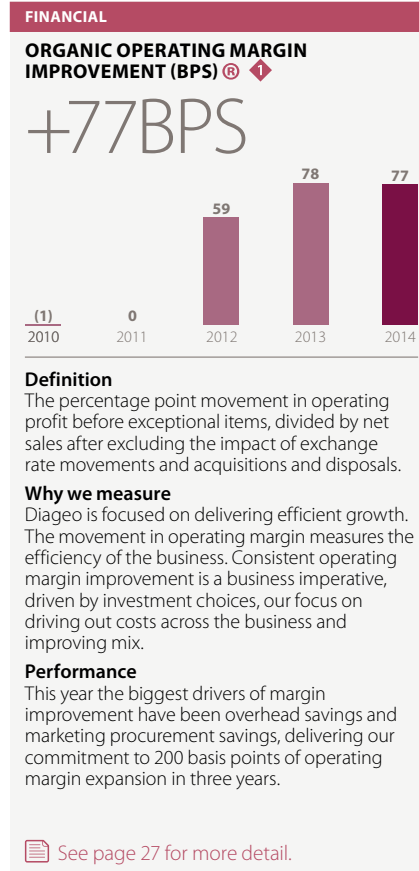 FINANCIAL
ORGANIC OPERATING MARGIN
IMPROVEMENT (BPS) ® 1
+77BPS
78
77
59
(1)
0
2010 2011 2012 2013 2014
Definition
The percentage point movement in operating
profit before exceptional items, divided by net
sales after excluding the impact of exchange
rate movements and acquisitions and disposals.
Why we measure
Diageo is focused on delivering efficient growth.
The movement in operating margin measures the
efficiency of the business. Consistent operating
margin improvement is a business imperative,
driven by investment choices, our focus on
driving out costs across the business and
improving mix.
Performance
This year the biggest drivers of margin
improvement have been overhead savings and
marketing procurement savings, delivering our
commitment to 200 basis points of operating
margin expansion in three years.
See page 27 for more detail.